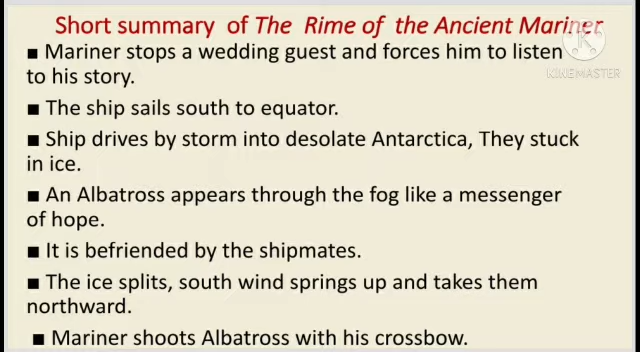 Short summary of The Rime of the Ancient Mariner
■ Mariner stops a wedding guest and forces him to listen
to his story.
■ The ship sails south to equator.
■ Ship drives by storm into desolate Antarctica, They stuck
in ice.
■ An Albatross appears through the fog like a messenger
of hope.
■ It is befriended by the shipmates.
■ The ice splits, south wind springs up and takes them
northward.
■ Mariner shoots Albatross with his crossbow.
KINEMASTER